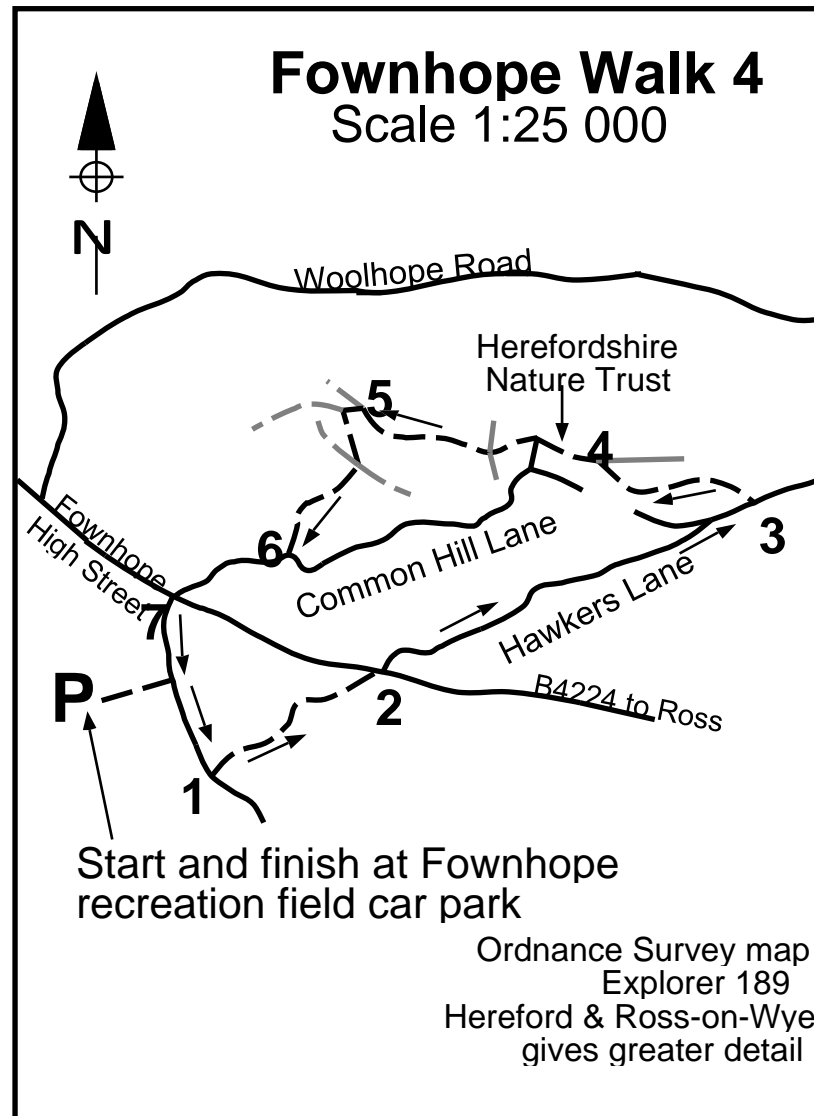 Fownhope Walk 4
Scale 1:25 000
N
Woolhope Road
Herefordshire
Nature Trust
5
4
3
Fownhope
High Street
6
Common Hill Lane
Hawkers Lane
7
P
2
B4224 to Ross
1
Start and finish at Fownhope
recreation field car park
Ordnance Survey map
Explorer 189
Hereford & Ross-on-Wye
gives greater detail